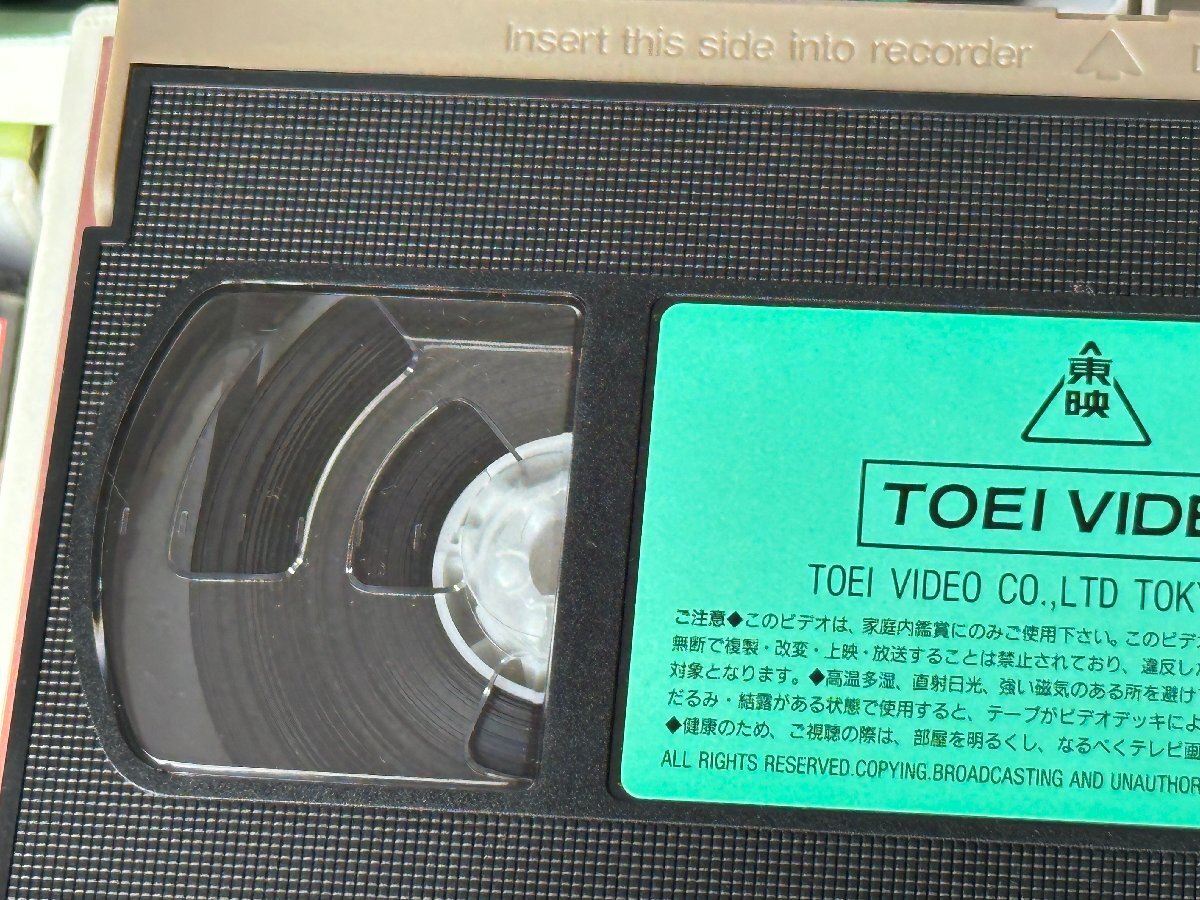 Insert this side into recorder
東映
TOEI VIDE
TOEI VIDEO CO.,LTD TOK
ご注意◆このビデオは、家庭内鑑賞にのみご使用下さい。このビデ
無断で複製・改変・上映・放送することは禁止されており、違反した
対象となります。◆高温多湿、直射日光、強い磁気のある所を避け
だるみ・結露がある状態で使用すると、テープがビデオデッキによ
◆健康のため、ご視聴の際は、部屋を明るくし、なるべくテレビ画
ALL RIGHTS RESERVED.COPYING.BROADCASTING AND UNAUTHOR